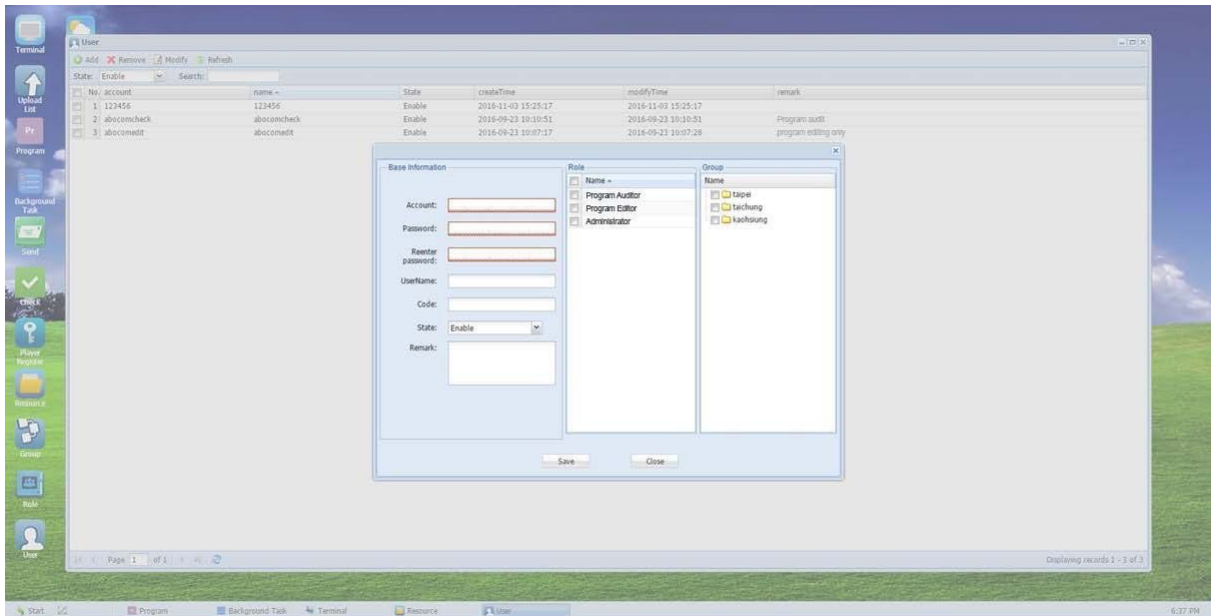 Terminal
Upload List
Pr
Program
Background Task
Send
Check
Player Register
Resource
Group
Role
User
User
Add Remove Modify Refresh
State: Enable Search:
No. account name State createTime modifyTime remark
1 123456 123456 Enable 2016-11-03 15:25:17 2016-11-03 15:25:17
2 abocomcheck abocomcheck Enable 2016-09-23 10:10:51 2016-09-23 10:10:51 Program audit
3 abocomedit abocomedit Enable 2016-09-23 10:07:17 2016-09-23 10:07:28 program editing only
Base Information
Account:
Password:
Reenter password:
UserName:
Code:
State: Enable
Remark:
Role
Name
Program Auditor
Program Editor
Administrator
Group
Name
taipei
taichung
kaohsiung
Save Close
Page 1 of 1
Displaying records 1 - 3 of 3
Start Program Background Task Terminal Resource User 6:37 PM